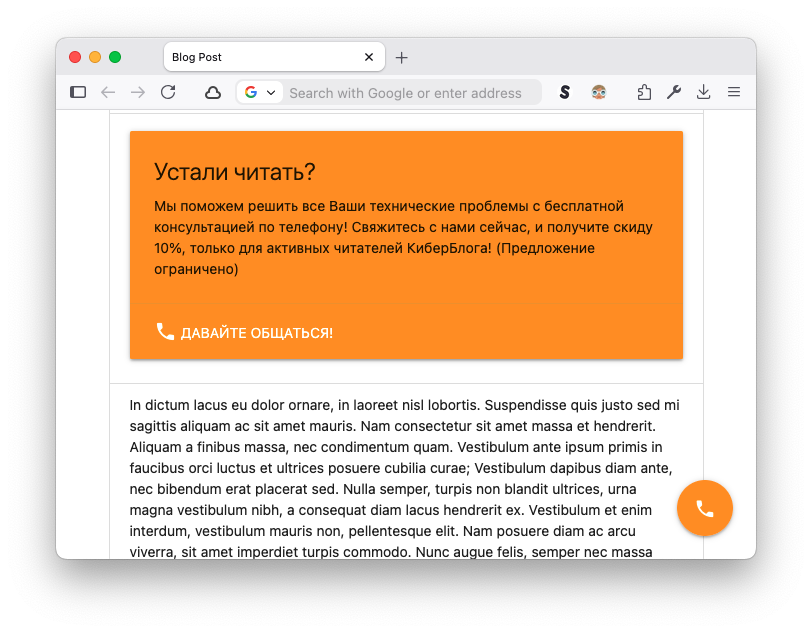 Blog Post
Search with Google or enter address
Устали читать?
Мы поможем решить все Ваши технические проблемы с бесплатной
консультацией по телефону! Свяжитесь с нами сейчас, и получите скиду
10%, только для активных читателей КиберБлога! (Предложение
ограничено)
ДАВАЙТЕ ОБЩАТЬСЯ!
In dictum lacus eu dolor ornare, in laoreet nisl lobortis. Suspendisse quis justo sed mi
sagittis aliquam ac sit amet mauris. Nam consectetur sit amet massa et hendrerit.
Aliquam a finibus massa, nec condimentum quam. Vestibulum ante ipsum primis in
faucibus orci luctus et ultrices posuere cubilia curae; Vestibulum dapibus diam ante,
nec bibendum erat placerat sed. Nulla semper, turpis non blandit ultrices, urna
magna vestibulum nibh, a consequat diam lacus hendrerit ex. Vestibulum et enim
interdum, vestibulum mauris non, pellentesque elit. Nam posuere diam ac arcu
viverra, sit amet imperdiet turpis commodo. Nunc augue felis, semper nec massa